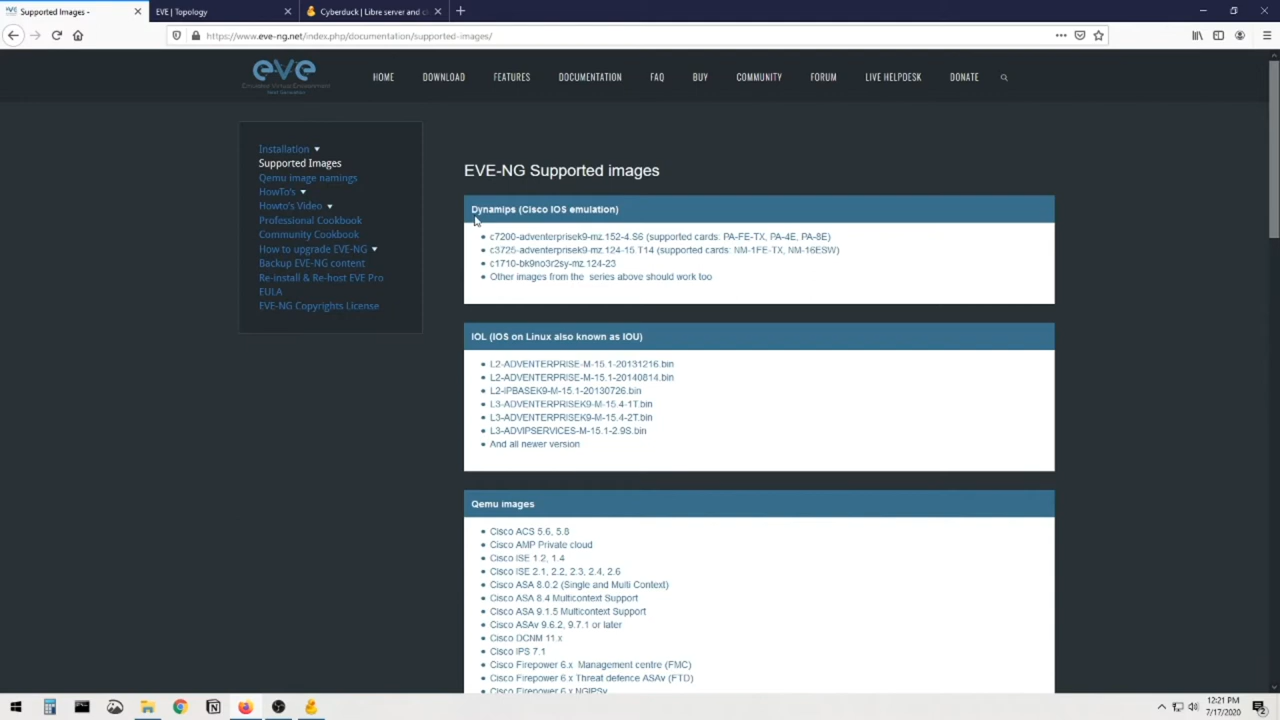 Supported Images -
EVE | Topology
Cyberduck | Libre server and cl
https://www.eve-ng.net/index.php/documentation/supported-images/
eve
Emulated Virtual Environment
Next Generation
HOME
DOWNLOAD
FEATURES
DOCUMENTATION
FAQ
BUY
COMMUNITY
FORUM
LIVE HELPDESK
DONATE
Installation
Supported Images
Qemu image namings
HowTo's
Howto's Video
Professional Cookbook
Community Cookbook
How to upgrade EVE-NG
Backup EVE-NG content
Re-install & Re-host EVE Pro
EULA
EVE-NG Copyrights License
EVE-NG Supported images
Dynamips (Cisco IOS emulation)
c7200-adventerprisek9-mz.152-4.S6 (supported cards: PA-FE-TX, PA-4E, PA-8E)
c3725-adventerprisek9-mz.124-15.T14 (supported cards: NM-1FE-TX, NM-16ESW)
c1710-bk9no3r2sy-mz.124-23
Other images from the series above should work too
IOL (IOS on Linux also known as IOU)
L2-ADVENTERPRISE-M-15.1-20131216.bin
L2-ADVENTERPRISE-M-15.1-20140814.bin
L2-IPBASEK9-M-15.1-20130726.bin
L3-ADVENTERPRISEK9-M-15.4-1T.bin
L3-ADVENTERPRISEK9-M-15.4-2T.bin
L3-ADVIPSERVICES-M-15.1-2.9S.bin
And all newer version
Qemu images
Cisco ACS 5.6, 5.8
Cisco AMP Private cloud
Cisco ISE 1.2, 1.4
Cisco ISE 2.1, 2.2, 2.3, 2.4, 2.6
Cisco ASA 8.0.2 (Single and Multi Context)
Cisco ASA 8.4 Multicontext Support
Cisco ASA 9.1.5 Multicontext Support
Cisco ASAv 9.6.2, 9.7.1 or later
Cisco DCNM 11.x
Cisco IPS 7.1
Cisco Firepower 6.x Management centre (FMC)
Cisco Firepower 6.x Threat defence ASAv (FTD)
Cisco Firepower 6.x NGIPSv
12:21 PM
7/17/2020
2